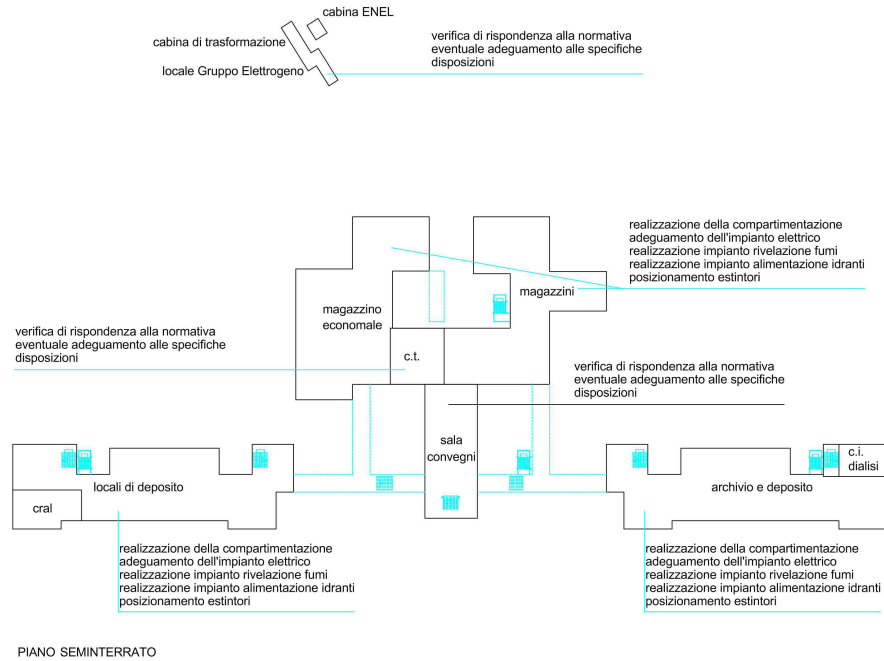 cabina ENEL
cabina di trasformazione
locale Gruppo Elettrogeno
verifica di rispondenza alla normativa
eventuale adeguamento alle specifiche
disposizioni
realizzazione della compartimentazione
adeguamento dell'impianto elettrico
realizzazione impianto rivelazione fumi
realizzazione impianto alimentazione idranti
posizionamento estintori
magazzini
magazzino
economale
verifica di rispondenza alla normativa
eventuale adeguamento alle specifiche
disposizioni
c.t.
verifica di rispondenza alla normativa
eventuale adeguamento alle specifiche
disposizioni
sala
convegni
c.i.
dialisi
locali di deposito
archivio e deposito
cral
realizzazione della compartimentazione
adeguamento dell'impianto elettrico
realizzazione impianto rivelazione fumi
realizzazione impianto alimentazione idranti
posizionamento estintori
realizzazione della compartimentazione
adeguamento dell'impianto elettrico
realizzazione impianto rivelazione fumi
realizzazione impianto alimentazione idranti
posizionamento estintori
PIANO SEMINTERRATO